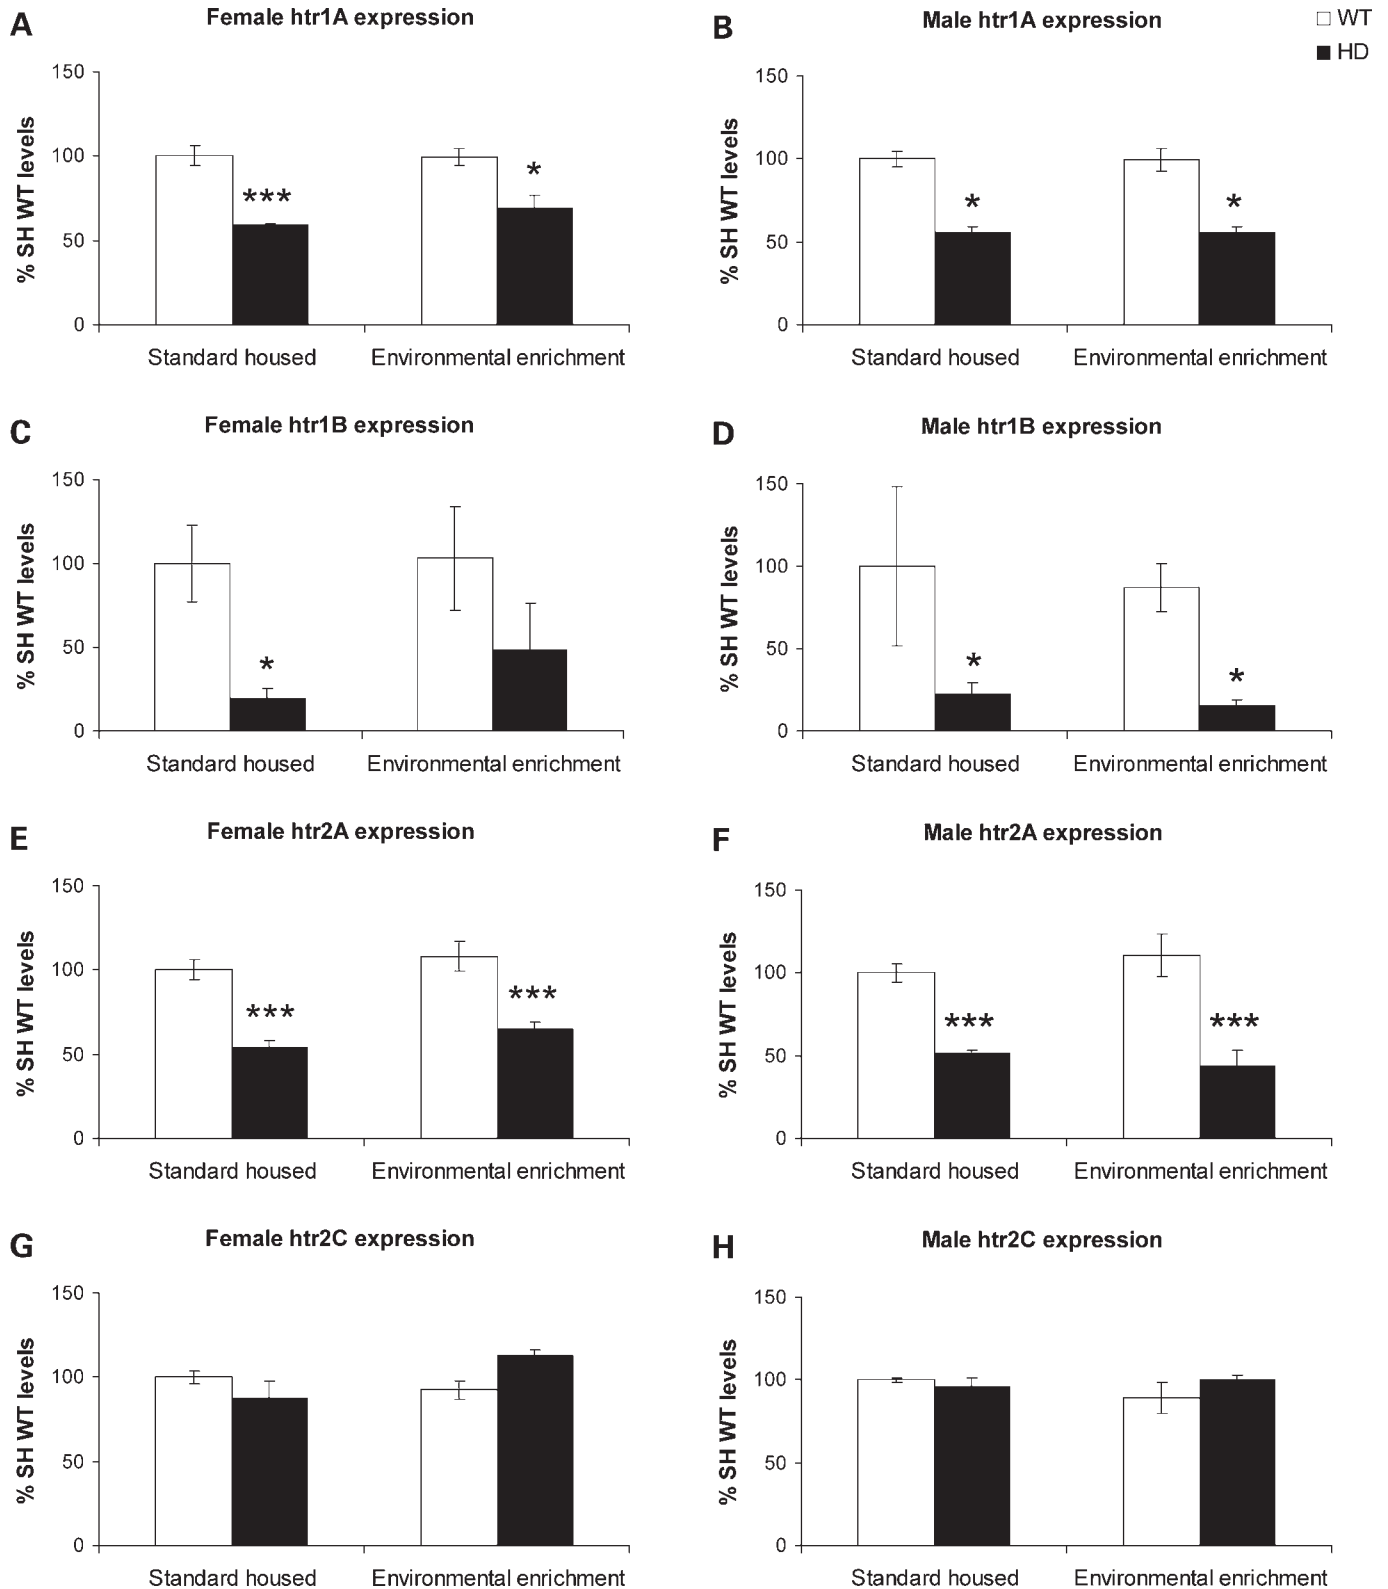 A
Female htr1A expression
% SH WT levels
150
100
50
0
***
*
Standard housed
Environmental enrichment
B
Male htr1A expression
WT
HD
% SH WT levels
150
100
50
0
*
*
Standard housed
Environmental enrichment
C
Female htr1B expression
% SH WT levels
150
100
50
0
*
Standard housed
Environmental enrichment
D
Male htr1B expression
% SH WT levels
150
100
50
0
*
*
Standard housed
Environmental enrichment
E
Female htr2A expression
% SH WT levels
150
100
50
0
***
***
Standard housed
Environmental enrichment
F
Male htr2A expression
% SH WT levels
150
100
50
0
***
***
Standard housed
Environmental enrichment
G
Female htr2C expression
% SH WT levels
150
100
50
0
Standard housed
Environmental enrichment
H
Male htr2C expression
% SH WT levels
150
100
50
0
Standard housed
Environmental enrichment